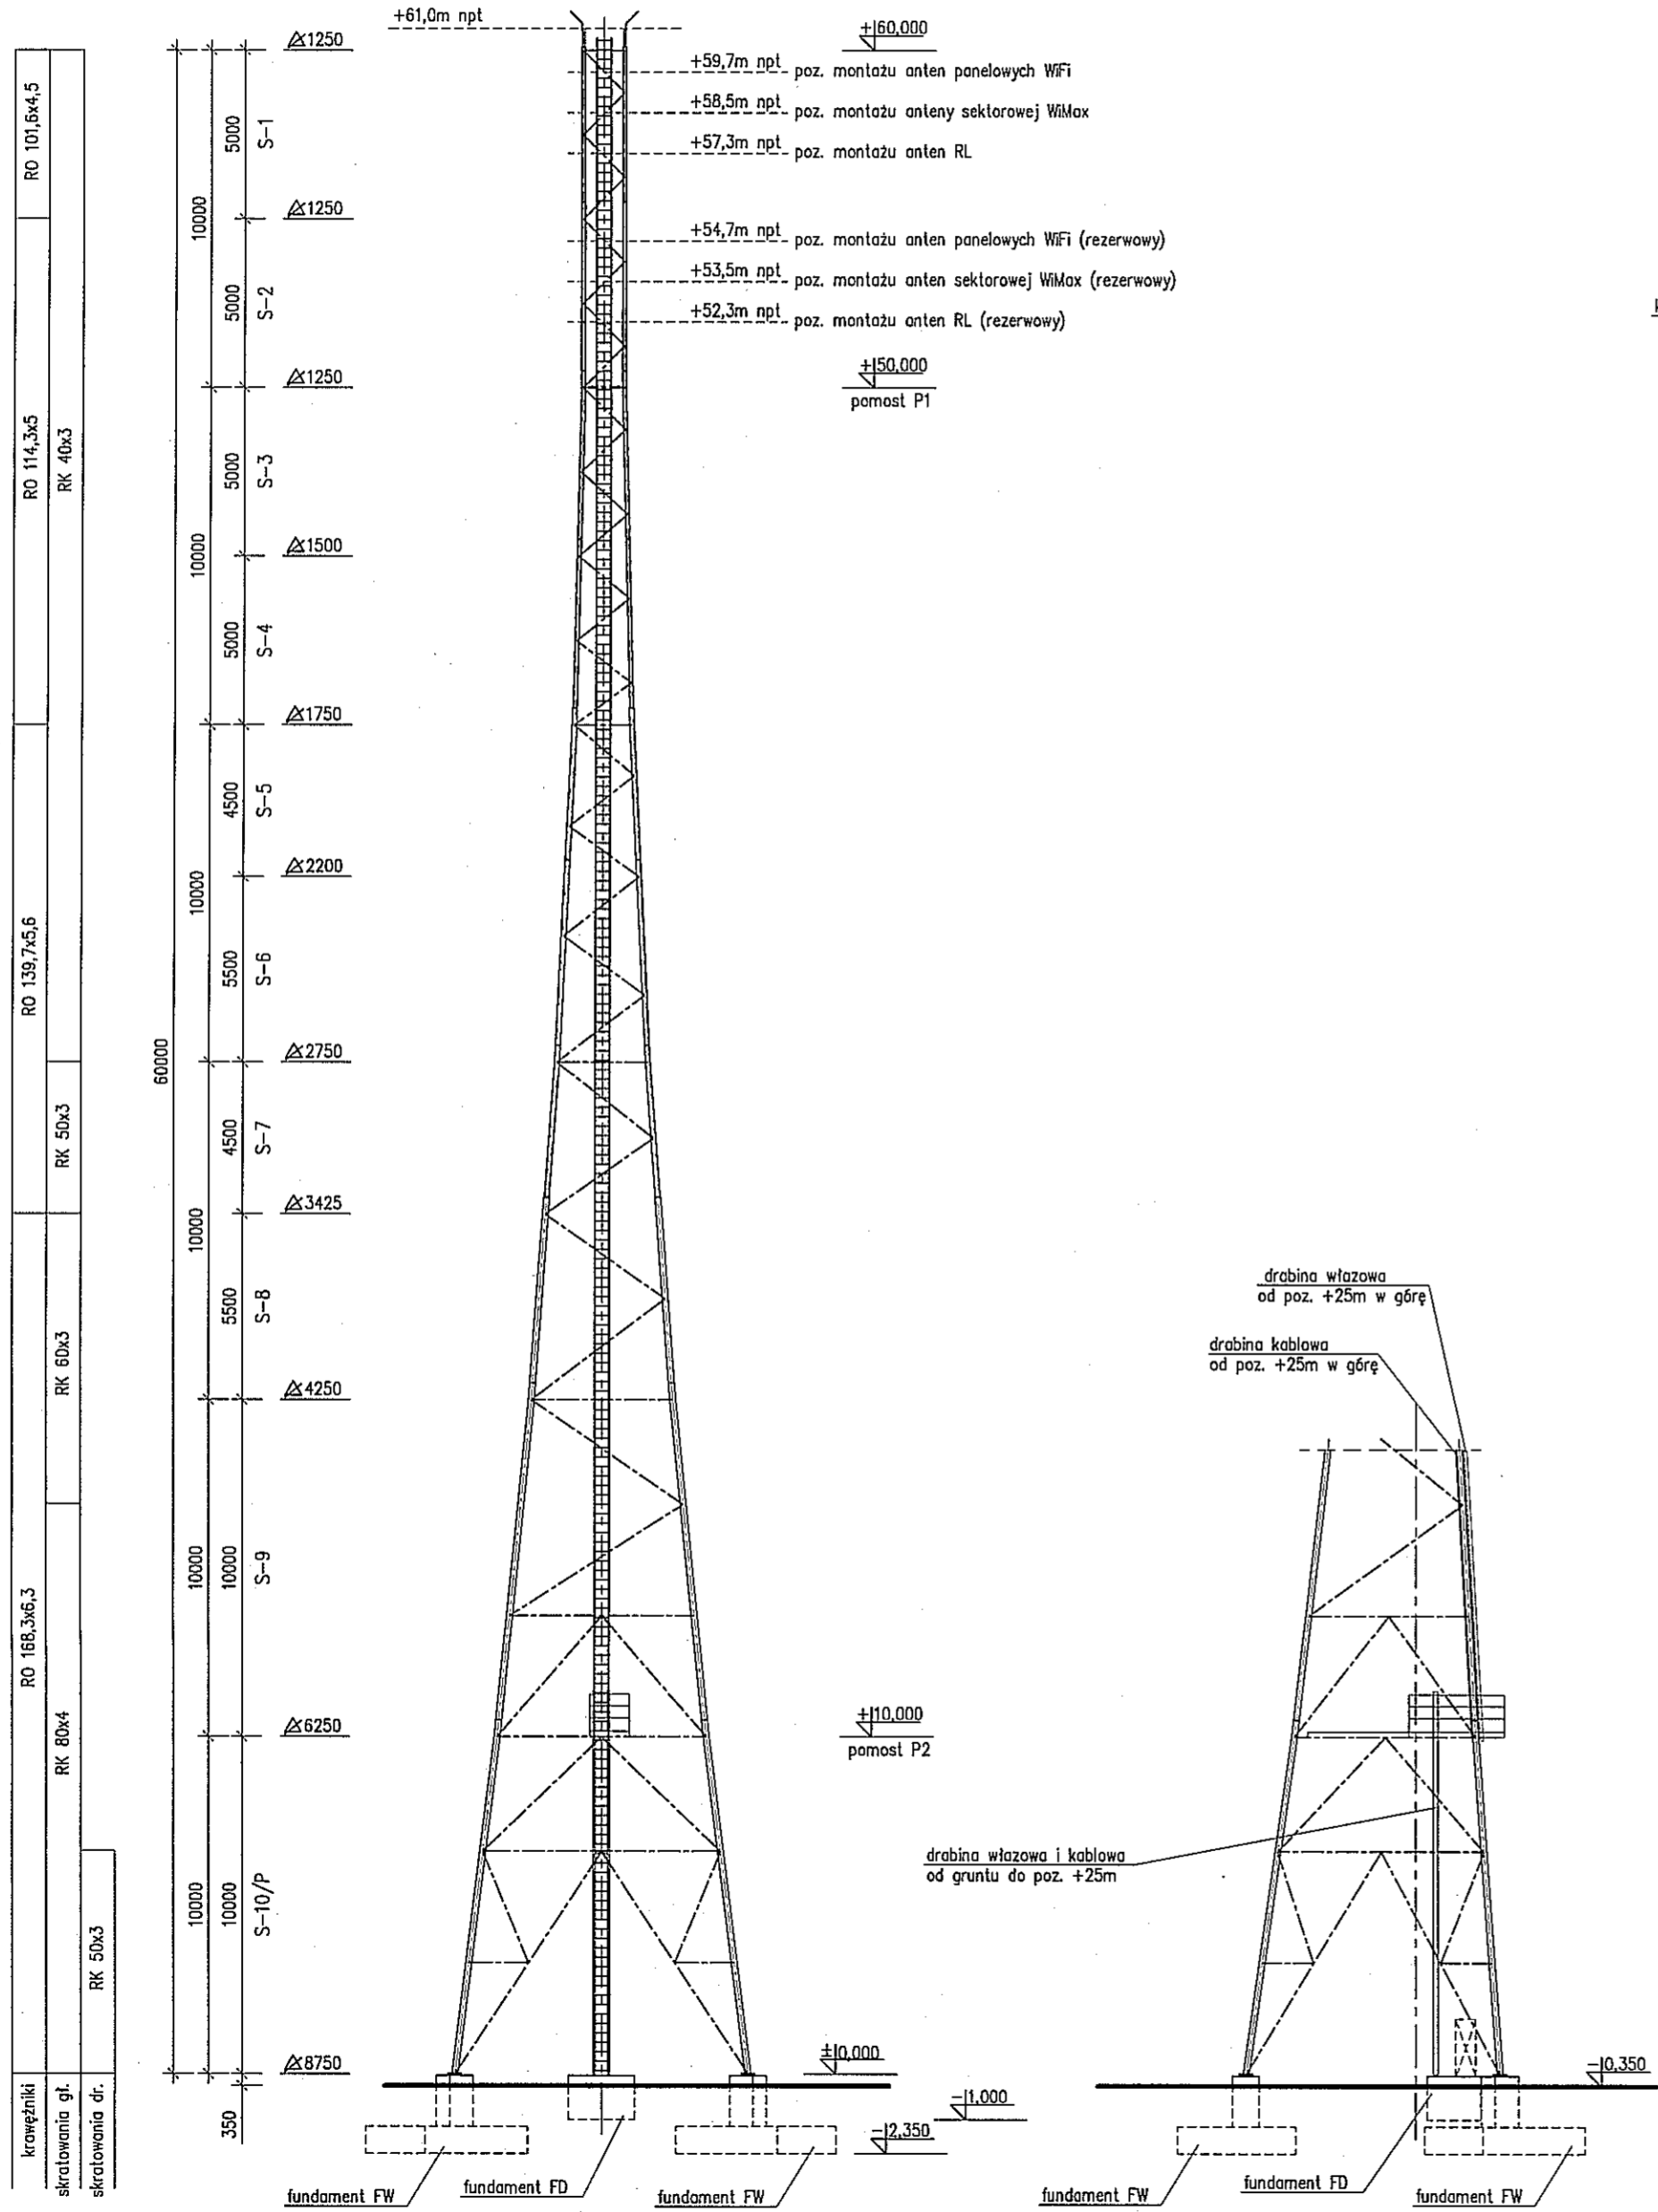 +61,0m npt
+60,000
+59,7m npt poz. montażu anten panelowych WiFi
+58,5m npt poz. montażu anteny sektorowej WiMax
+57,3m npt poz. montażu anten RL
+54,7m npt poz. montażu anten panelowych WiFi (rezerwowy)
+53,5m npt poz. montażu anten sektorowej WiMax (rezerwowy)
+52,3m npt poz. montażu anten RL (rezerwowy)
+50,000
pomost P1
1250
1250
1250
1500
1750
2200
2750
3425
4250
6250
8750
S-1
S-2
S-3
S-4
S-5
S-6
S-7
S-8
S-9
S-10/P
5000
5000
5000
5000
4500
5500
4500
5500
10000
10000
350
10000
10000
10000
10000
10000
10000
60000
RO 101,6x4,5
RO 114,3x5
RO 139,7x5,6
RO 168,3x6,3
krawężniki
RK 40x3
RK 50x3
RK 60x3
RK 80x4
skratowania gł.
RK 50x3
skratowania dr.
+10,000
pomost P2
±0,000
-1,000
-2,350
fundament FW
fundament FD
fundament FW
drabina włazowa
od poz. +25m w górę
drabina kablowa
od poz. +25m w górę
drabina włazowa i kablowa
od gruntu do poz. +25m
-0,350
fundament FW
fundament FD
fundament FW